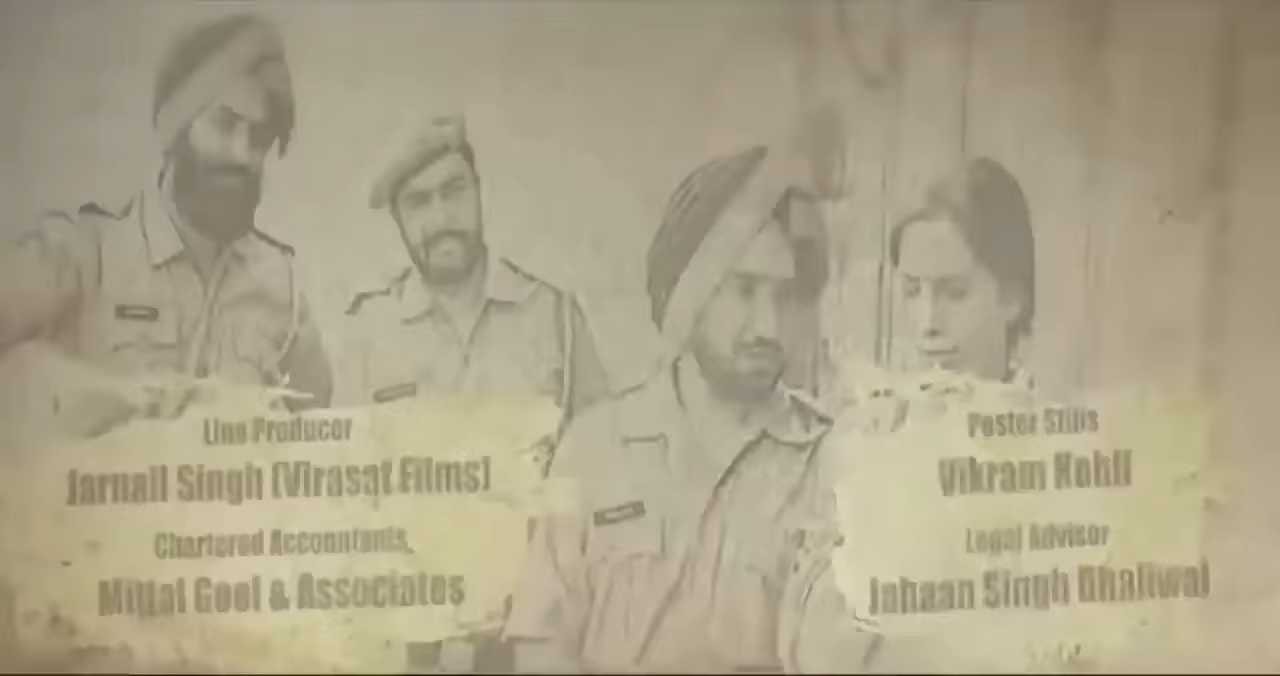 Line Producer
Jarnail Singh (Virasat Films)
Chartered Accountants
Mittal Goel & Associates
Poster Stills
Vikram Kohli
Legal Advisor
Jahaan Singh Dhaliwal